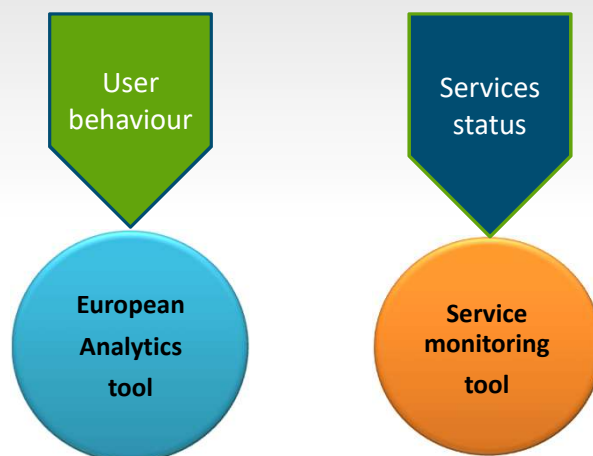 User
behaviour
Services
status
European
Analytics
tool
Service
monitoring
tool